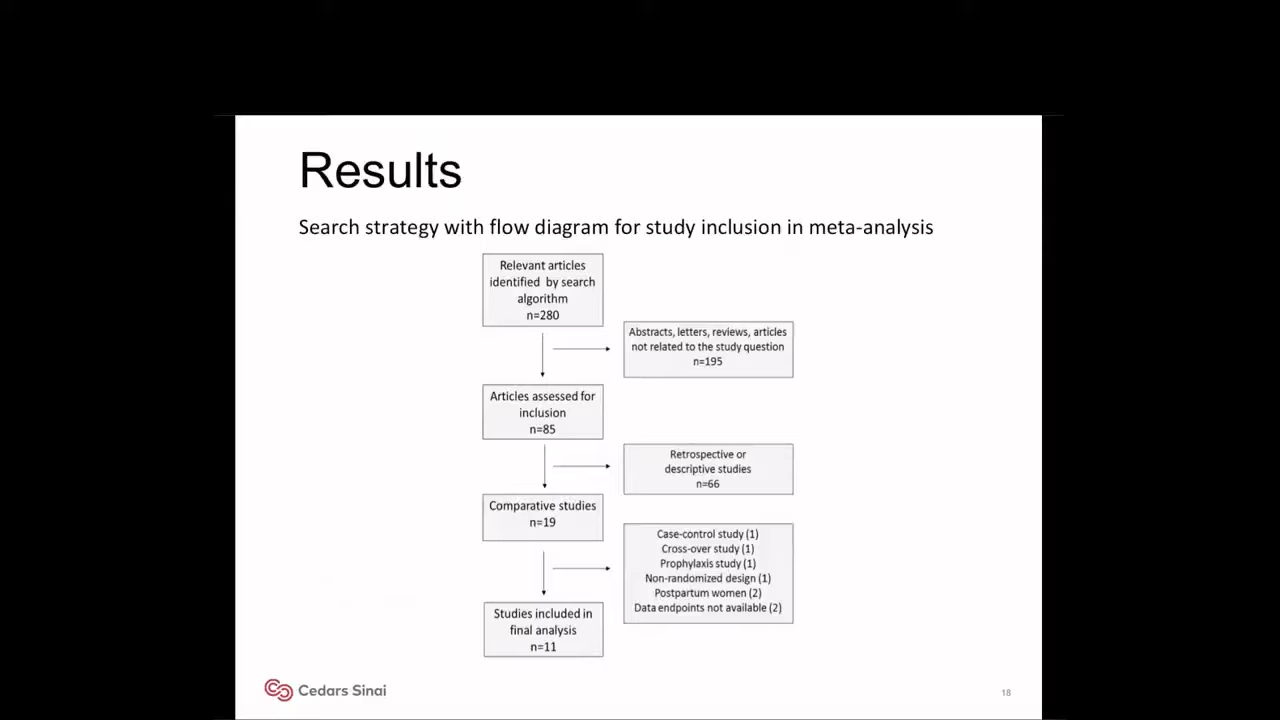 Results
Search strategy with flow diagram for study inclusion in meta-analysis
Relevant articles
identified by search
algorithm
n=280
Abstracts, letters, reviews, articles
not related to the study question
n=195
Articles assessed for
inclusion
n=85
Retrospective or
descriptive studies
n=66
Comparative studies
n=19
Case-control study (1)
Cross-over study (1)
Prophylaxis study (1)
Non-randomized design (1)
Postpartum women (2)
Data endpoints not available (2)
Studies included in
final analysis
n=11
Cedars Sinai
18